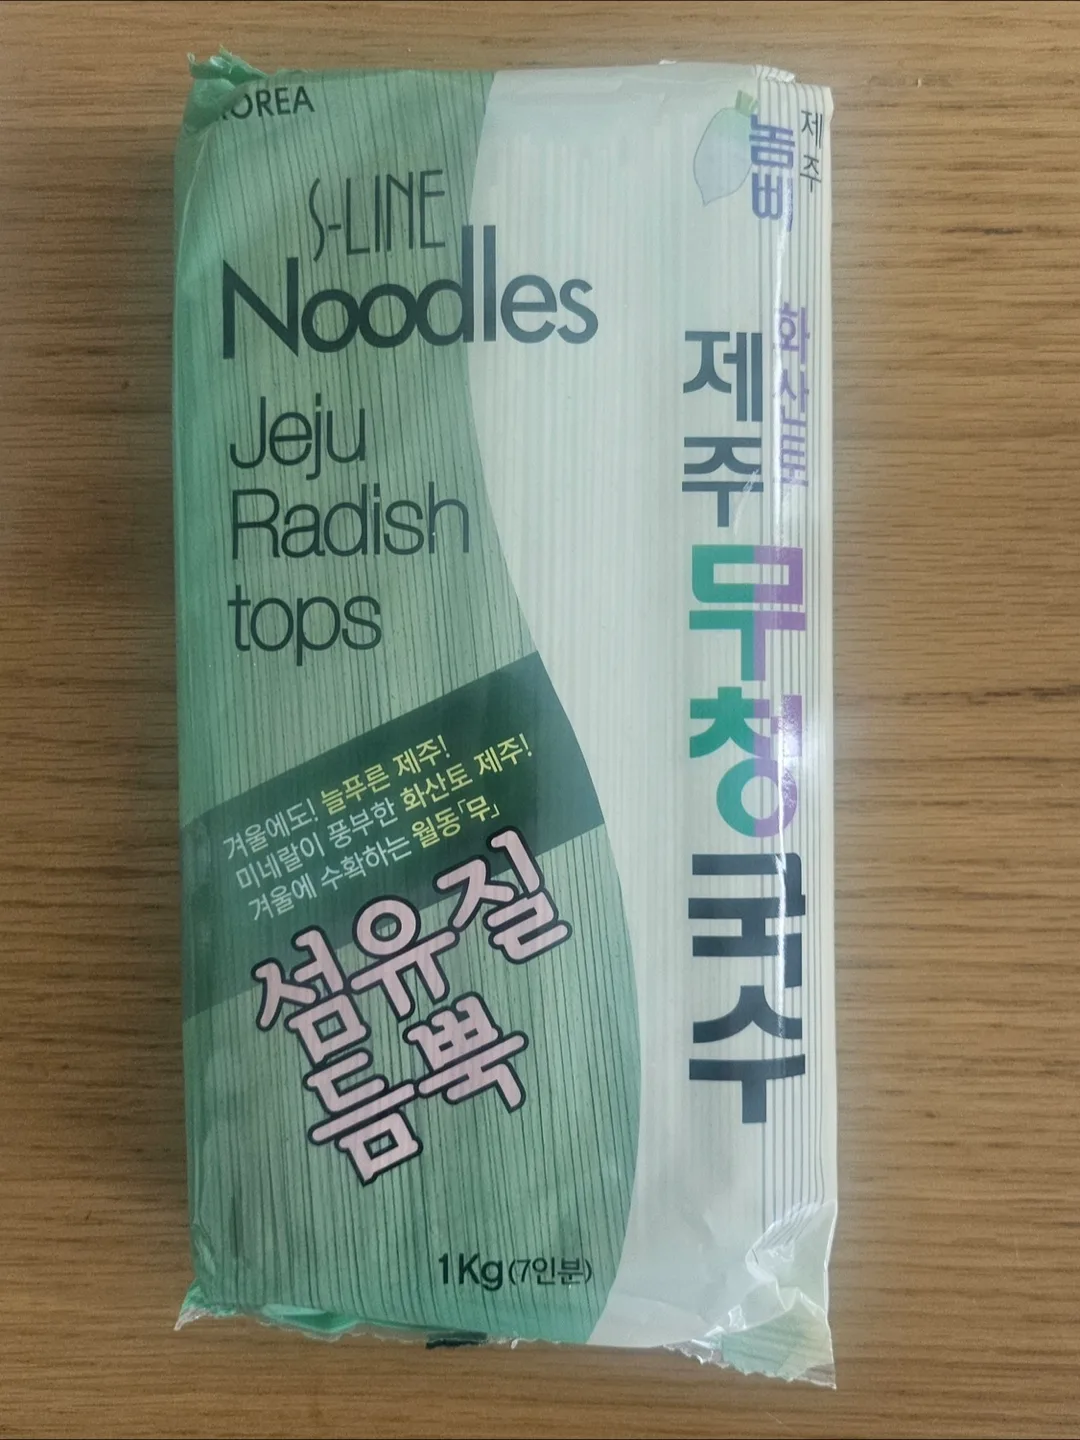 KOREA
S-LINE
Noodles
Jeju
Radish
tops
겨울에도! 늘푸른 제주!
미네랄이 풍부한 화산토 제주!
겨울에 수확하는 월동「무」
섬유질
듬뿍
1Kg(7인분)
제주
놈삐
화산토
제주무청국수